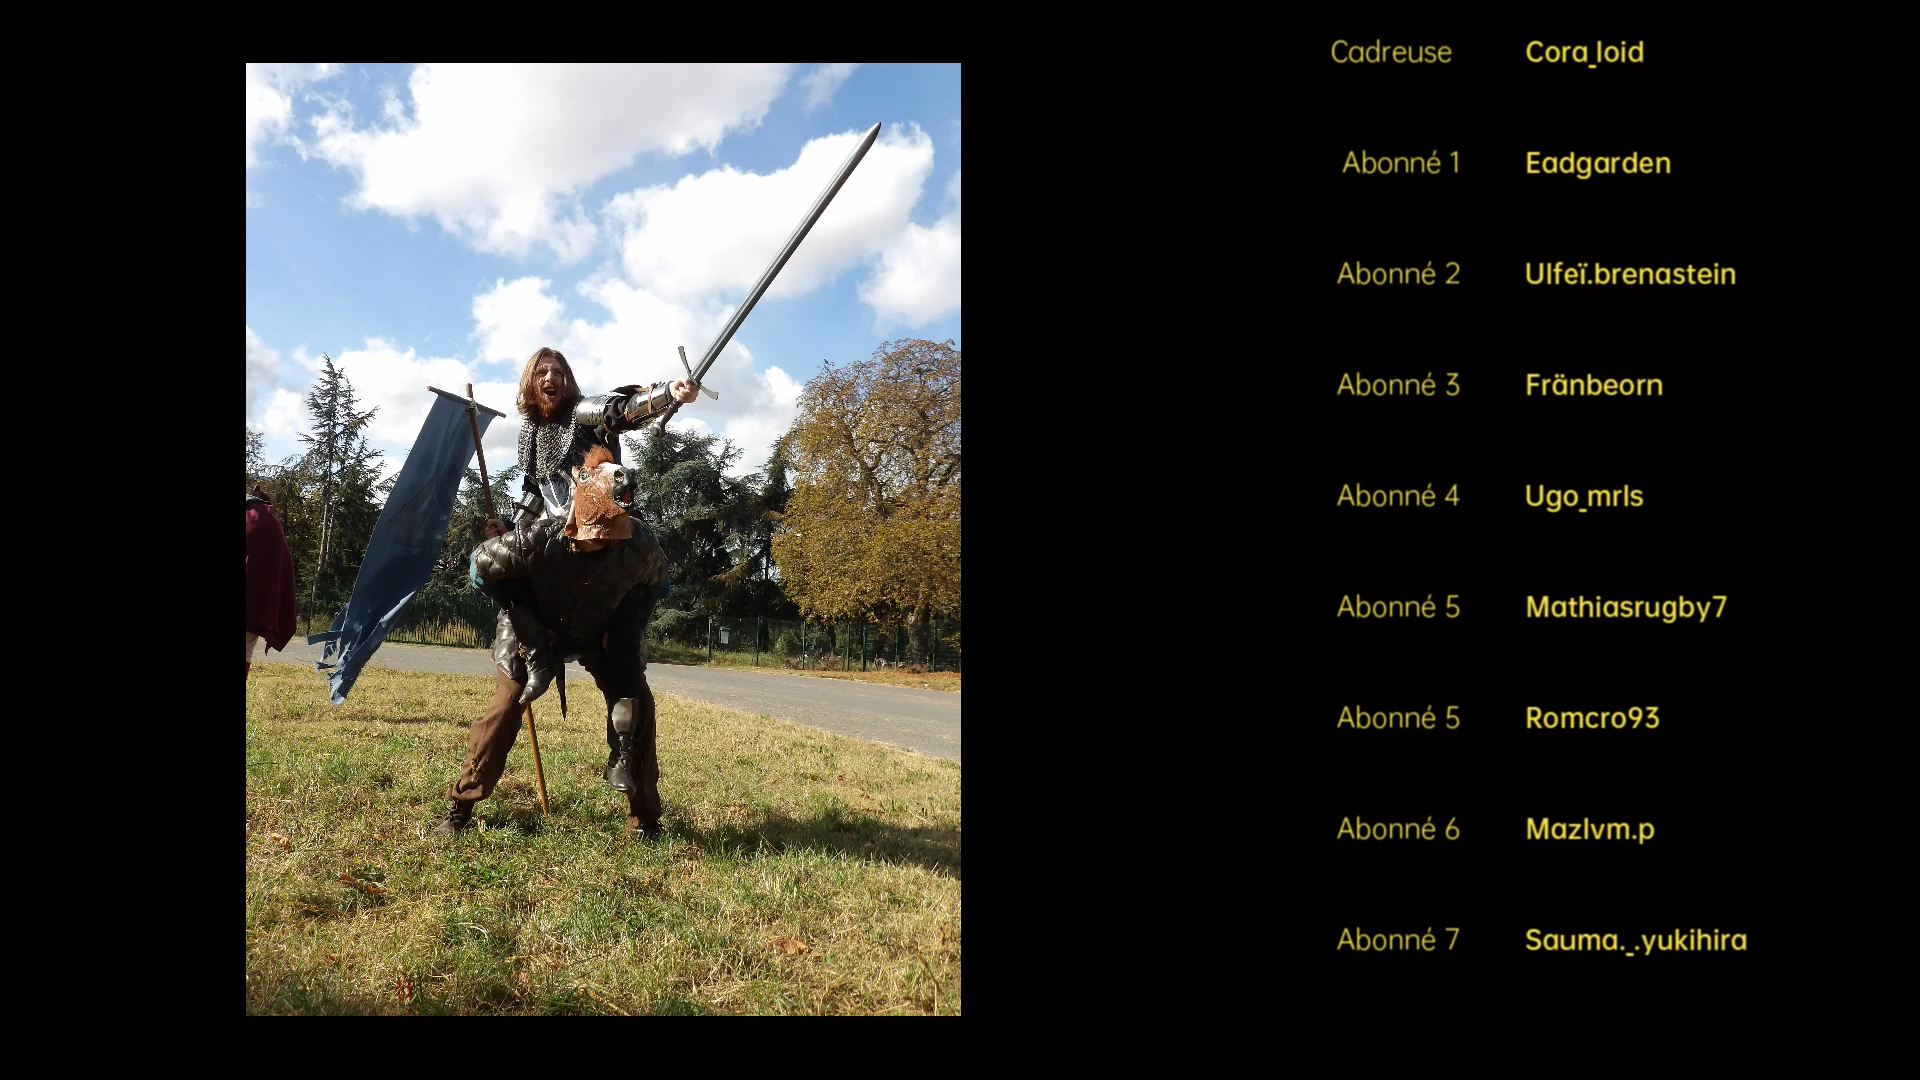 Cadreuse Cora_loid
Abonné 1 Eadgarden
Abonné 2 Ulfeï.brenastein
Abonné 3 Fränbeorn
Abonné 4 Ugo_mrls
Abonné 5 Mathiasrugby7
Abonné 5 Romcro93
Abonné 6 Mazlvm.p
Abonné 7 Sauma._.yukihira